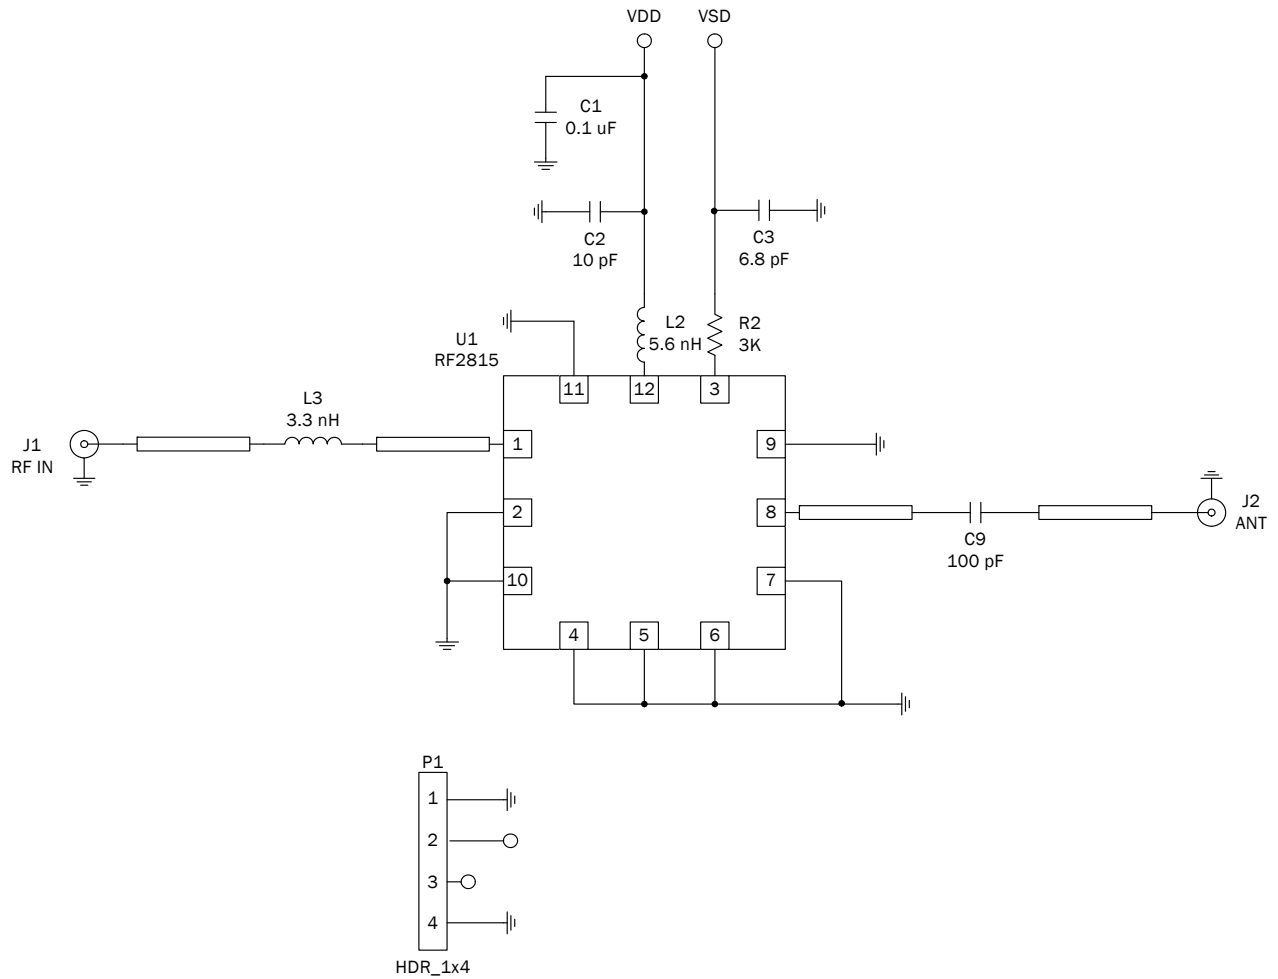 VDD
VSD
C1
0.1 uF
C2
10 pF
C3
6.8 pF
L2
5.6 nH
R2
3K
U1
RF2815
11
12
3
L3
3.3 nH
J1
RF IN
1
9
2
8
J2
ANT
C9
100 pF
10
7
4
5
6
P1
1
2
3
4
HDR_1x4